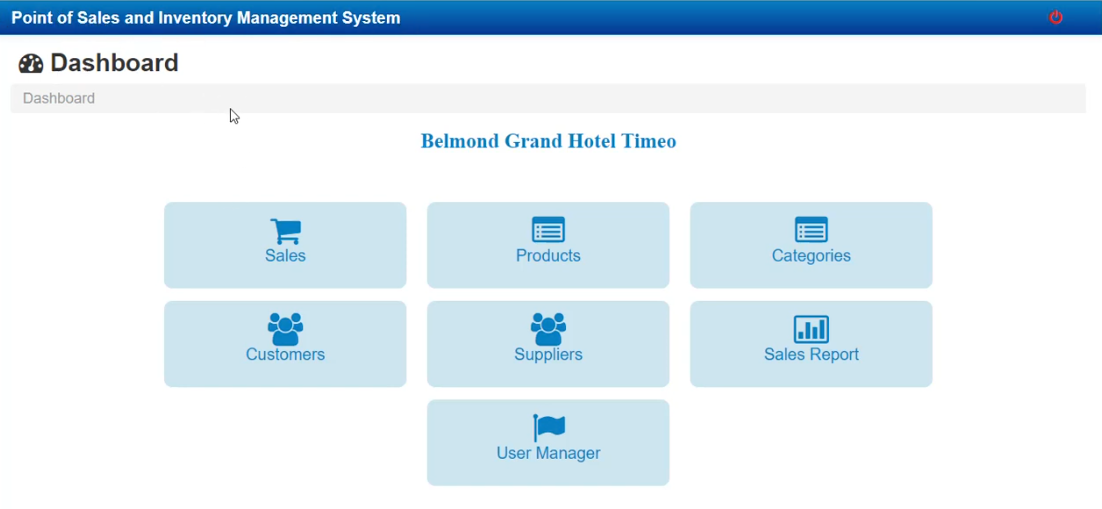 Point of Sales and Inventory Management System
Dashboard
Dashboard
Belmond Grand Hotel Timeo
Sales
Products
Categories
Customers
Suppliers
Sales Report
User Manager